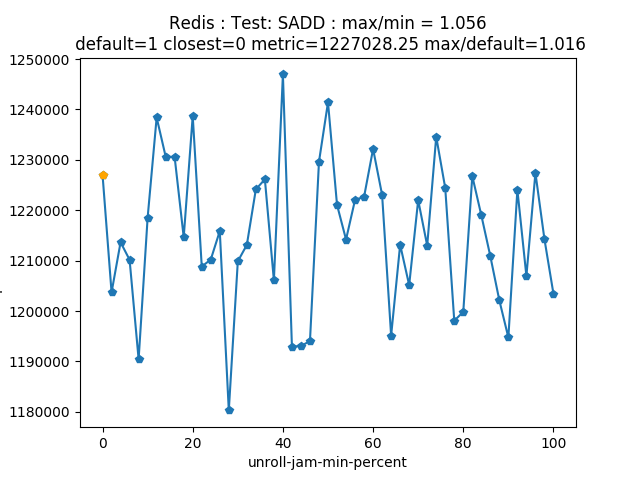 Redis : Test: SADD : max/min = 1.056
default=1 closest=0 metric=1227028.25 max/default=1.016
1250000
1240000
1230000
1220000
1210000
1200000
1190000
1180000
0 20 40 60 80 100
unroll-jam-min-percent